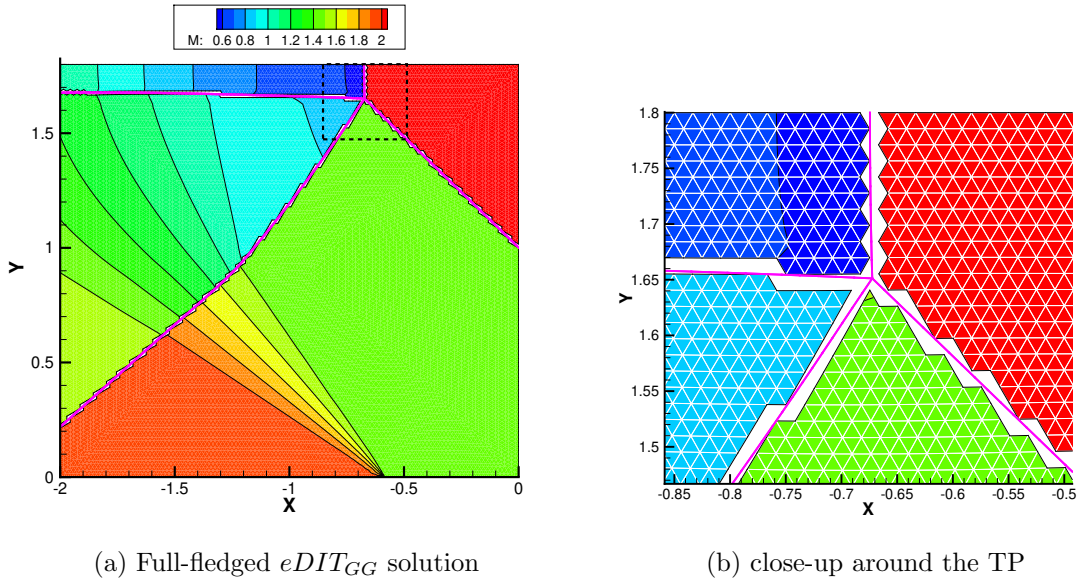 M: 0.6 0.8 1 1.2 1.4 1.6 1.8 2
1.5
1
0.5
0
Y
-2 -1.5 -1 -0.5 0
X
1.8
1.75
1.7
1.65
1.6
1.55
1.5
Y
-0.85 -0.8 -0.75 -0.7 -0.65 -0.6 -0.55 -0.5
X
(a) Full-fledged eDIT_GG solution
(b) close-up around the TP